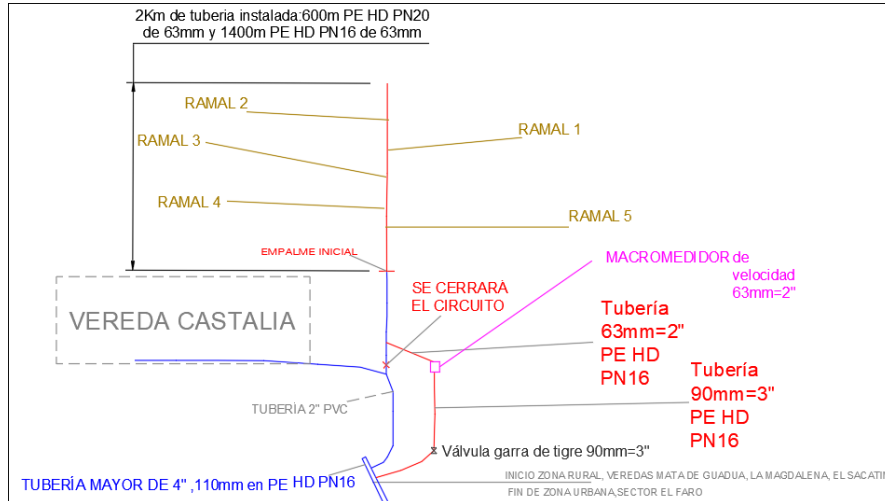 2Km de tuberia instalada:600m PE HD PN20
de 63mm y 1400m PE HD PN16 de 63mm
RAMAL 2
RAMAL 1
RAMAL 3
RAMAL 4
RAMAL 5
EMPALME INICIAL
MACROMEDIDOR de
velocidad
63mm=2"
SE CERRARÁ
EL CIRCUITO
VEREDA CASTALIA
Tubería
63mm=2"
PE HD
PN16
Tubería
90mm=3"
PE HD
PN16
TUBERÍA 2" PVC
Válvula garra de tigre 90mm=3"
TUBERÍA MAYOR DE 4" ,110mm en PE HD PN16
INICIO ZONA RURAL, VEREDAS MATA DE GUADUA, LA MAGDALENA, EL SACATIN
FIN DE ZONA URBANA,SECTOR EL FARO